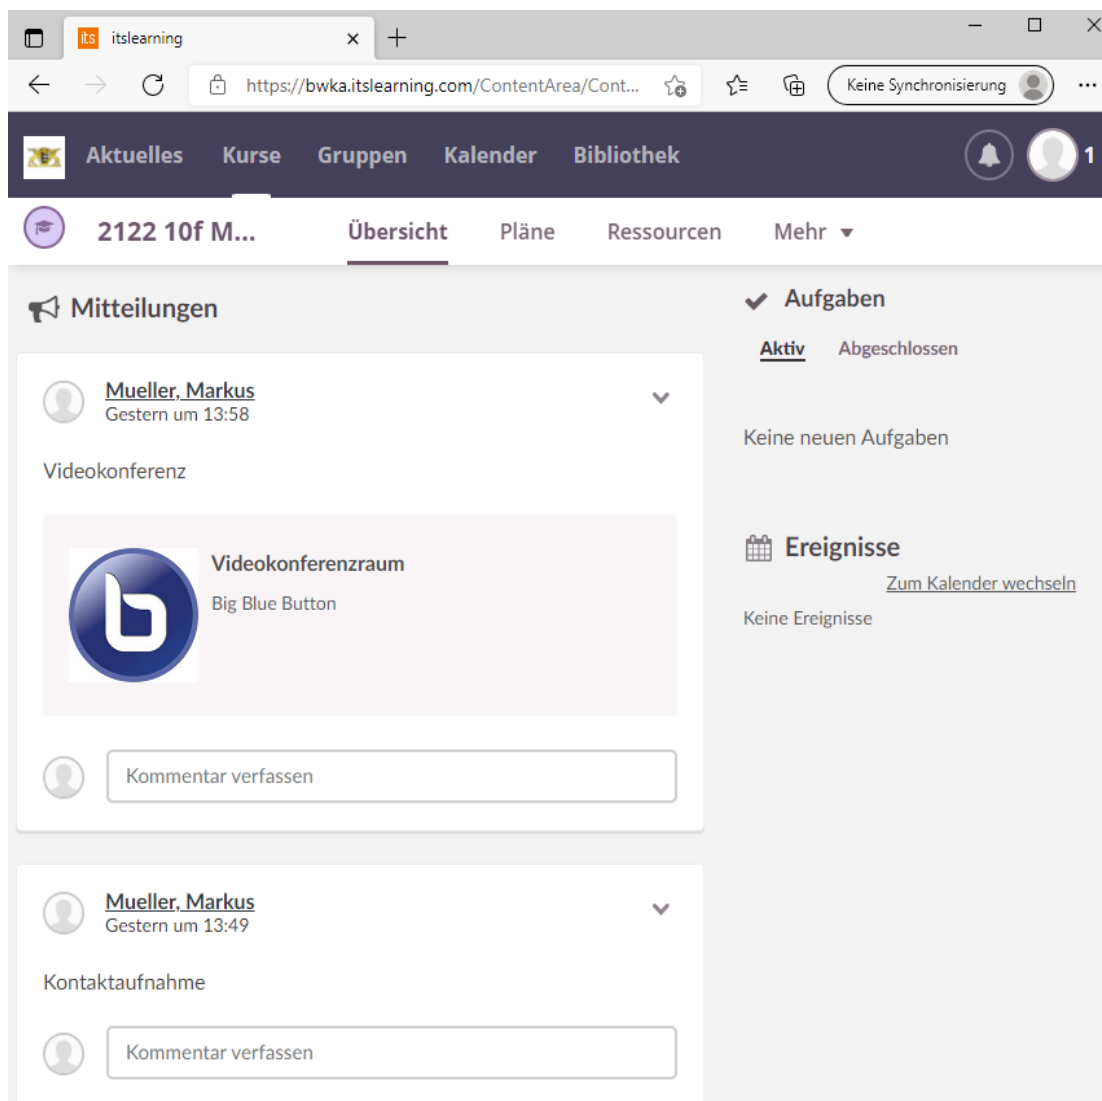 its itslearning
https://bwka.itslearning.com/ContentArea/Cont...
Keine Synchronisierung
Aktuelles Kurse Gruppen Kalender Bibliothek 1
2122 10f M... Übersicht Pläne Ressourcen Mehr
Mitteilungen
Mueller, Markus
Gestern um 13:58
Videokonferenz
Videokonferenzraum
Big Blue Button
Kommentar verfassen
Mueller, Markus
Gestern um 13:49
Kontaktaufnahme
Kommentar verfassen
Aufgaben
Aktiv Abgeschlossen
Keine neuen Aufgaben
Ereignisse
Zum Kalender wechseln
Keine Ereignisse